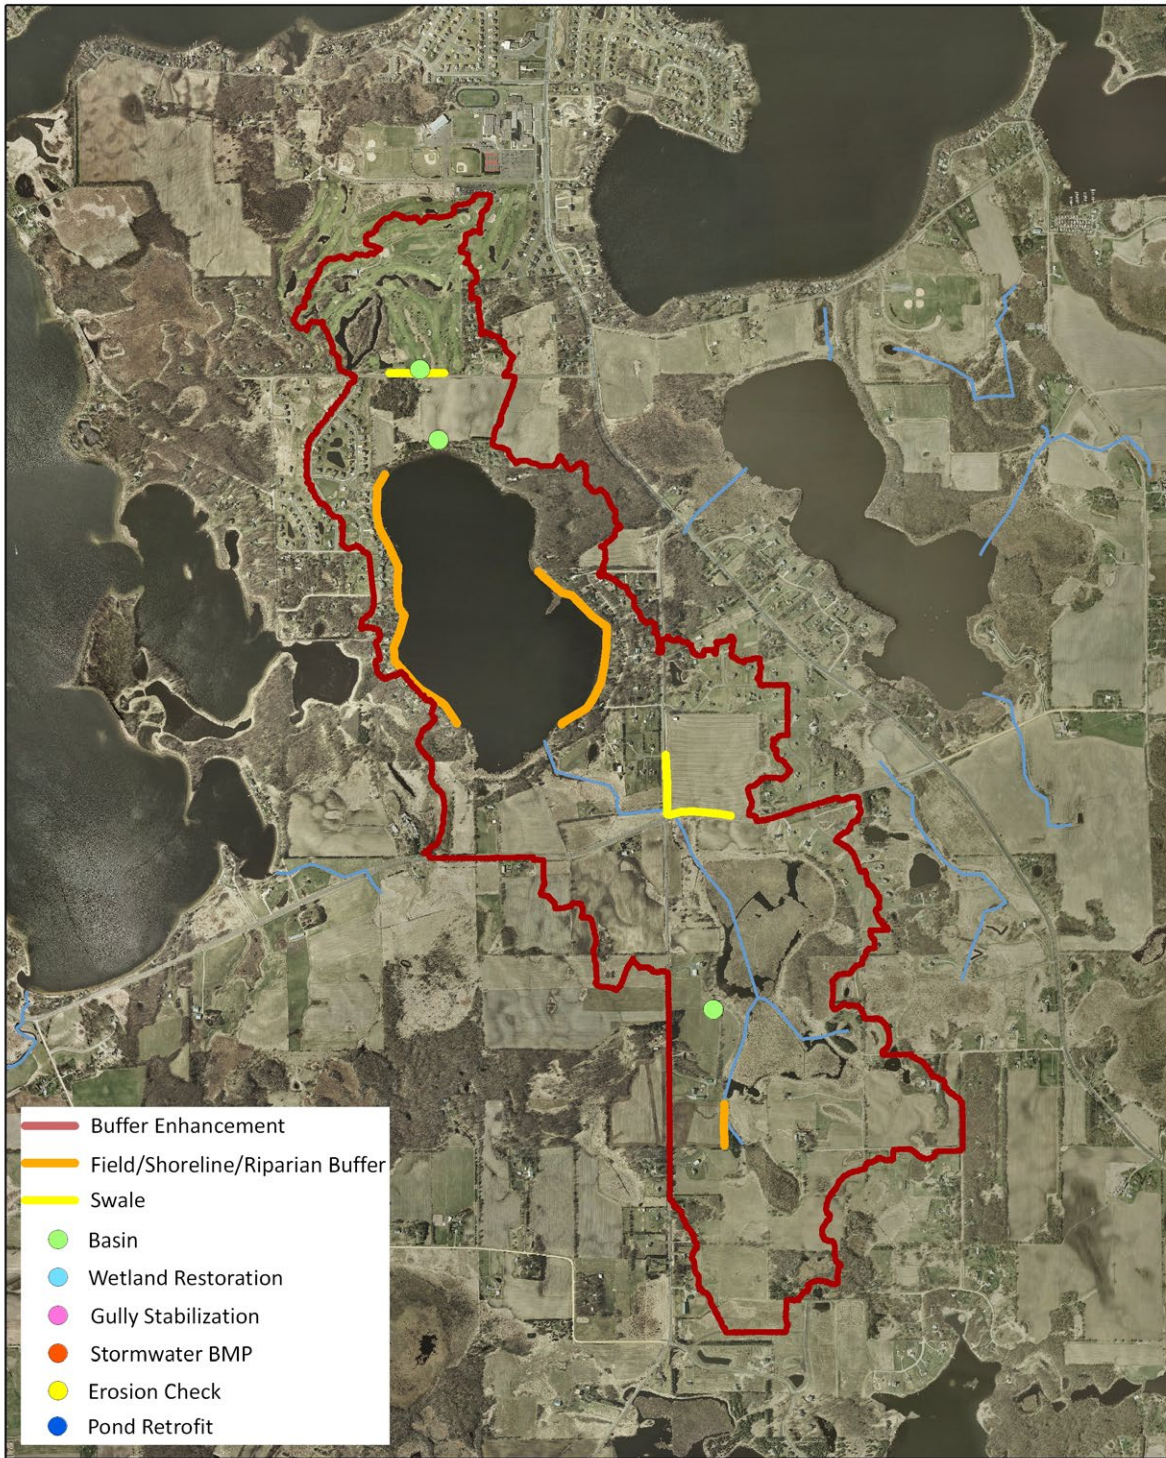 Buffer Enhancement
Field/Shoreline/Riparian Buffer
Swale
Basin
Wetland Restoration
Gully Stabilization
Stormwater BMP
Erosion Check
Pond Retrofit